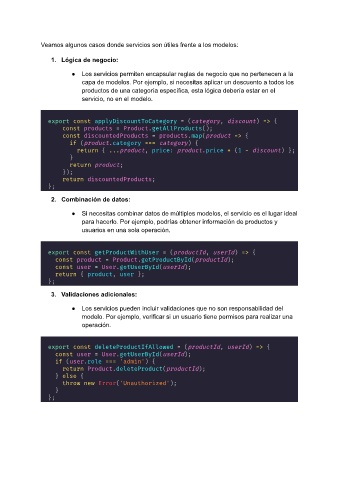 Veamos algunos casos donde servicios son útiles frente a los modelos:
1. Lógica de negocio:
● Los servicios permiten encapsular reglas de negocio que no pertenecen a la
capa de modelos. Por ejemplo, si necesitas aplicar un descuento a todos los
productos de una categoría específica, esta lógica debería estar en el
servicio, no en el modelo.
export const applyDiscountToCategory = (category, discount) => {
const products = Product.getAllProducts();
const discountedProducts = products.map(product => {
if (product.category === category) {
return { ...product, price: product.price * (1 - discount) };
}
return product;
});
return discountedProducts;
};
2. Combinación de datos:
● Si necesitas combinar datos de múltiples modelos, el servicio es el lugar ideal
para hacerlo. Por ejemplo, podrías obtener información de productos y
usuarios en una sola operación.
export const getProductWithUser = (productId, userId) => {
const product = Product.getProductById(productId);
const user = User.getUserById(userId);
return { product, user };
};
3. Validaciones adicionales:
● Los servicios pueden incluir validaciones que no son responsabilidad del
modelo. Por ejemplo, verificar si un usuario tiene permisos para realizar una
operación.
export const deleteProductIfAllowed = (productId, userId) => {
const user = User.getUserById(userId);
if (user.role === 'admin') {
return Product.deleteProduct(productId);
} else {
throw new Error('Unauthorized');
}
};